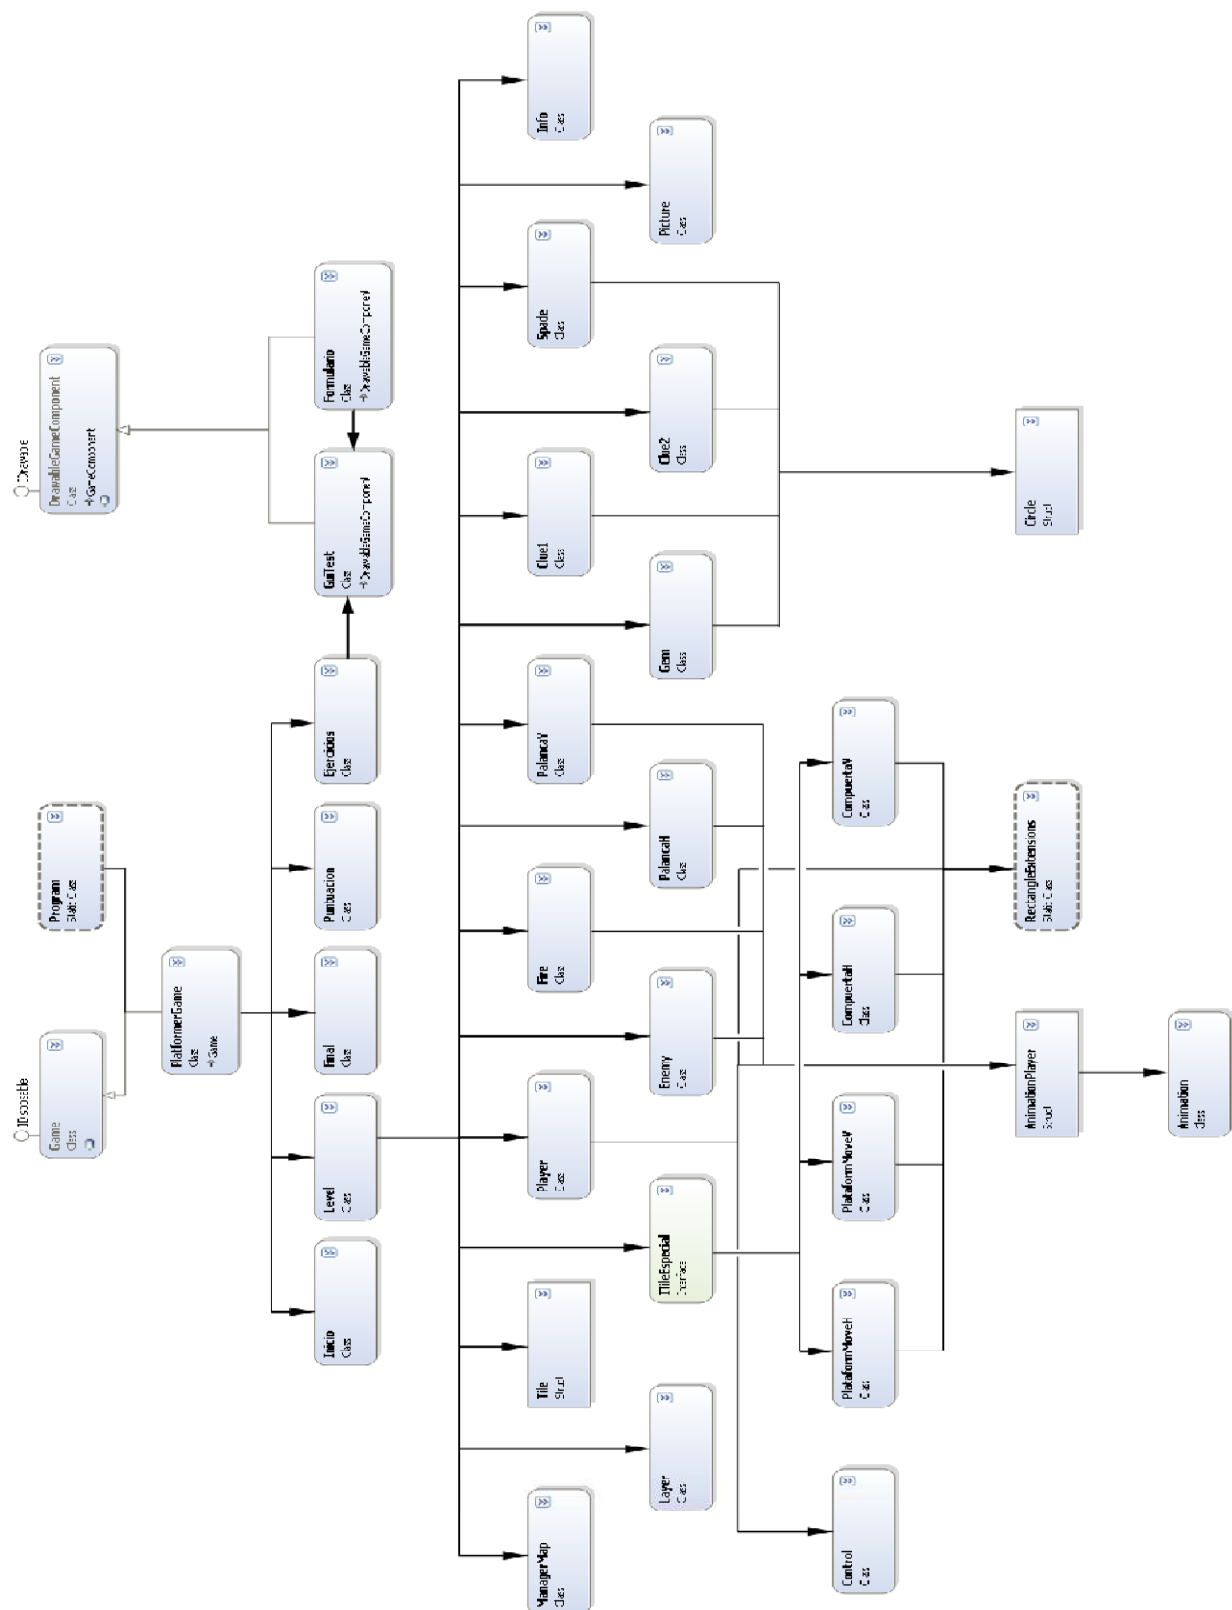 IDisposable
Game
Class
Program
Static Class
PlatformerGame
Class
Game
IDrawable
DrawableGameComponent
Class
GameComponent
Inicio
Class
Level
Class
Final
Class
Puntuacion
Class
Ejercicios
Class
GuiTest
Class
DrawableGameComponent
Formulario
Class
DrawableGameComponent
ManagerMap
Class
Tile
Struct
Player
Class
Fire
Class
PalancaV
Class
Clue1
Class
Spade
Class
Info
Class
Layer
Class
ITileEspecial
Interface
Enemy
Class
PalancaH
Class
Gem
Class
Clue2
Class
Picture
Class
Control
Class
PlataformMoveH
Class
PlataformMoveV
Class
CompuertaH
Class
CompuertaV
Class
AnimationPlayer
Struct
RectangleExtensions
Static Class
Circle
Struct
Animation
Class